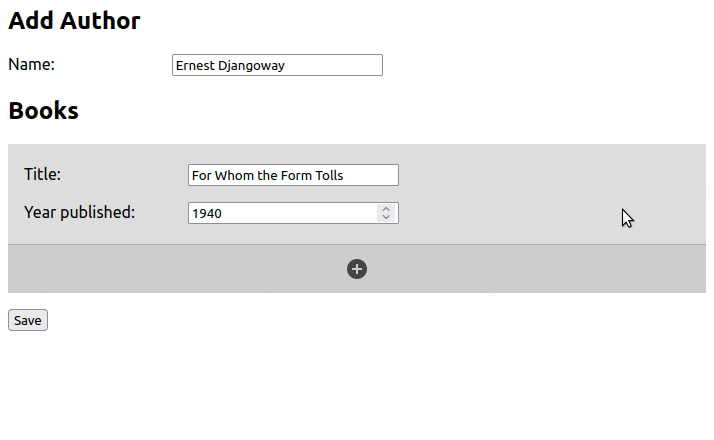 Add Author
Name: Ernest Djangoway
Books
Title: For Whom the Form Tolls
Year published: 1940
Save